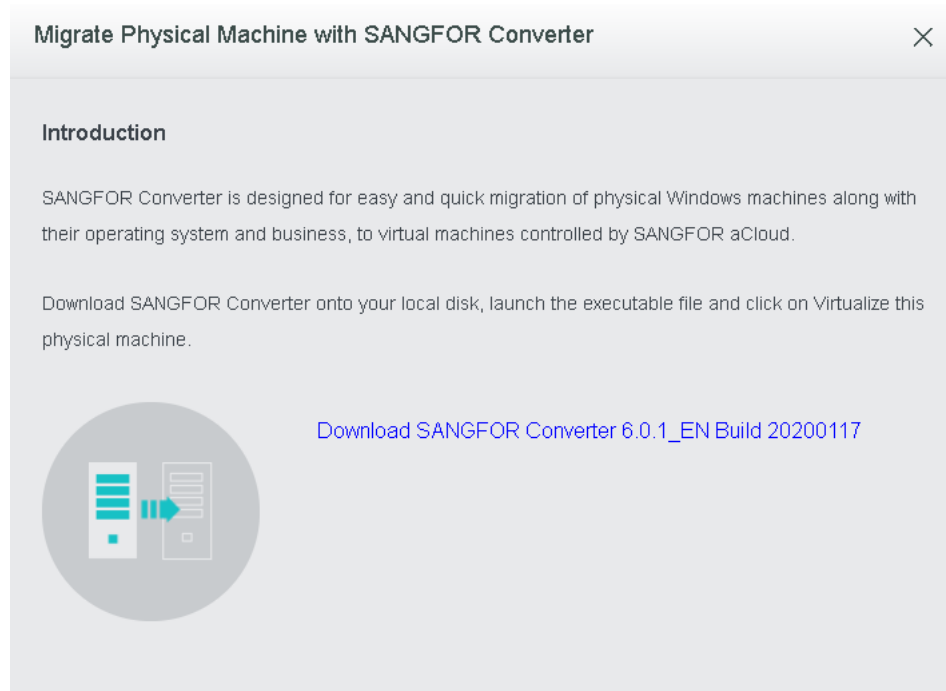 Migrate Physical Machine with SANGFOR Converter
Introduction
SANGFOR Converter is designed for easy and quick migration of physical Windows machines along with
their operating system and business, to virtual machines controlled by SANGFOR aCloud.
Download SANGFOR Converter onto your local disk, launch the executable file and click on Virtualize this
physical machine.
Download SANGFOR Converter 6.0.1_EN Build 20200117